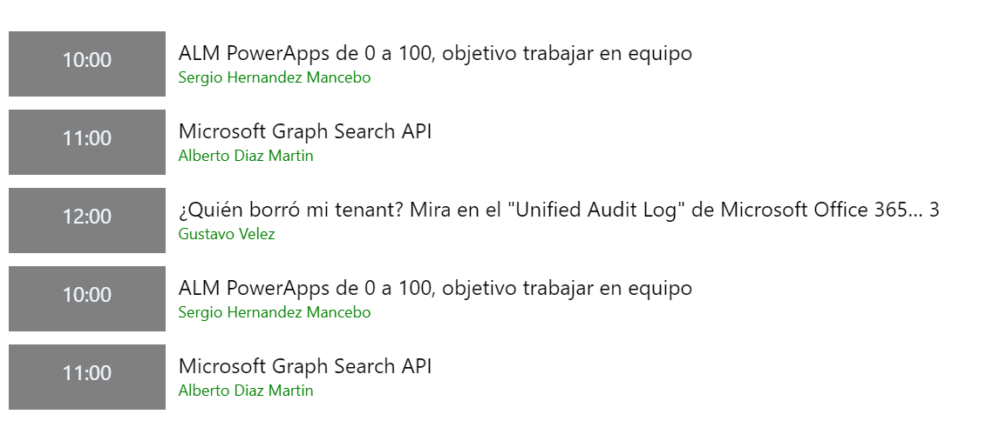 10:00
ALM PowerApps de 0 a 100, objetivo trabajar en equipo
Sergio Hernandez Mancebo
11:00
Microsoft Graph Search API
Alberto Diaz Martin
12:00
¿Quién borró mi tenant? Mira en el "Unified Audit Log" de Microsoft Office 365... 3
Gustavo Velez
10:00
ALM PowerApps de 0 a 100, objetivo trabajar en equipo
Sergio Hernandez Mancebo
11:00
Microsoft Graph Search API
Alberto Diaz Martin